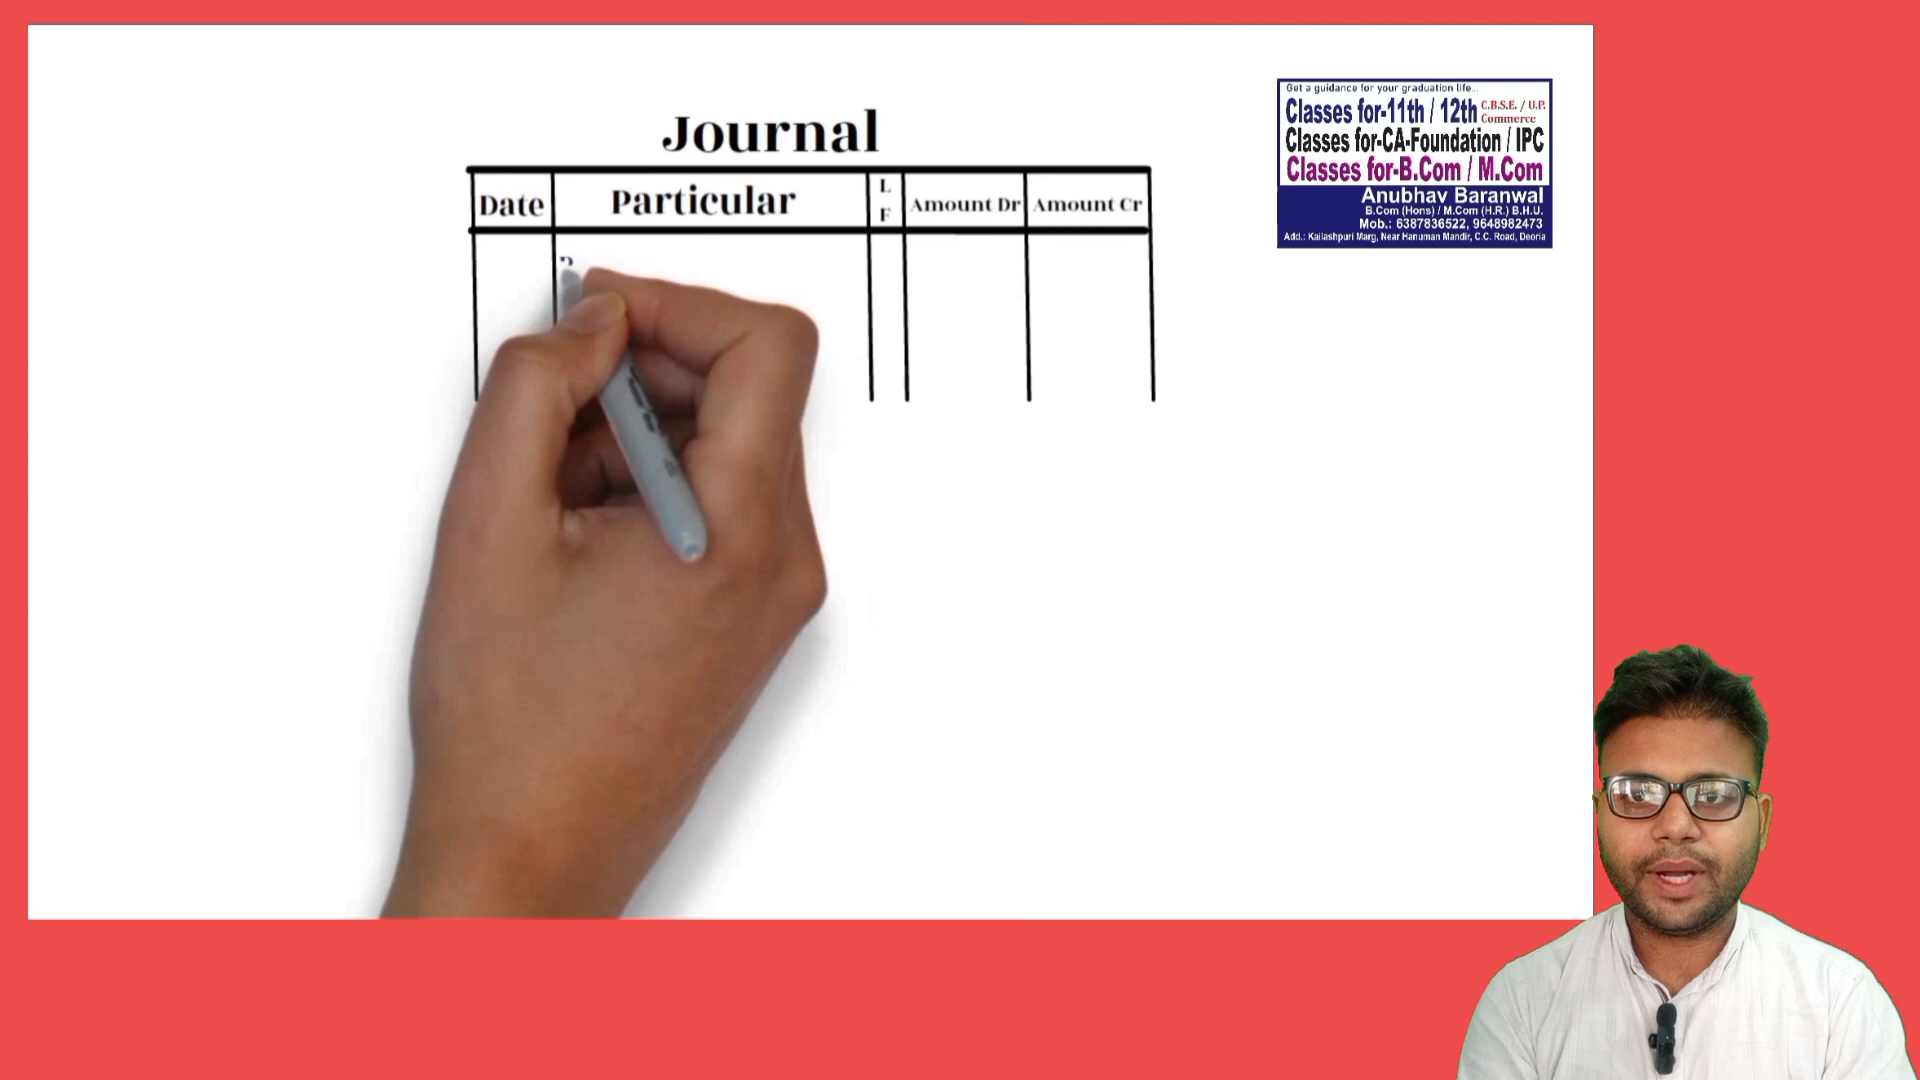 Journal
Date Particular L F Amount Dr Amount Cr
Get a guidance for your graduation life...
Classes for-11th / 12th C.B.S.E. / U.P. Commerce
Classes for-CA-Foundation / IPC
Classes for-B.Com / M.Com
Anubhav Baranwal
B.Com (Hons) / M.Com (H.R.) B.H.U.
Mob.: 6387836522, 9648982473
Add.: Kailashpuri Marg, Near Hanuman Mandir, C.C. Road, Deoria